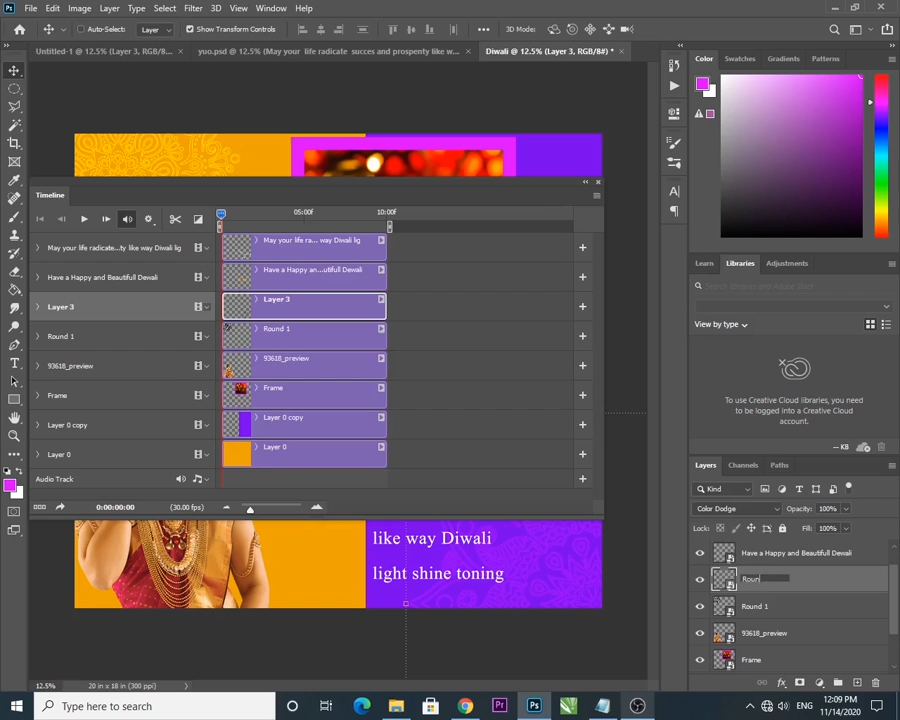 File Edit Image Layer Type Select Filter 3D View Window Help
Auto-Select: Layer Show Transform Controls 3D Mode:
Untitled-1 @ 12.5% (Layer 3, RGB/8... × yuo.psd @ 12.5% (May your life radicate succes and prospenly like w... × Diwali @ 12.5% (Layer 3, RGB/8#) * ×
Color Swatches Gradients Patterns
Timeline
05:00f 10:00f
May your life radicate...ty like way Diwali lig May your life ra... way Diwali lig
Have a Happy and Beautifull Dewali Have a Happy an...utifull Dewali
Layer 3 Layer 3
Round 1 Round 1
93618_preview 93618_preview
Frame Frame
Layer 0 copy Layer 0 copy
Layer 0 Layer 0
Audio Track
0:00:00:00 (30.00 fps)
like way Diwali
light shine toning
12.5% 20 in x 18 in (300 ppi)
Learn Libraries Adjustments
View by type
To use Creative Cloud libraries, you
need to be logged into a Creative Cloud
account.
-- KB
Layers Channels Paths
Kind
Color Dodge Opacity: 100%
Lock: Fill: 100%
Have a Happy and Beautifull Dewali
Roun
Round 1
93618_preview
Frame
Type here to search
12:09 PM
11/14/2020